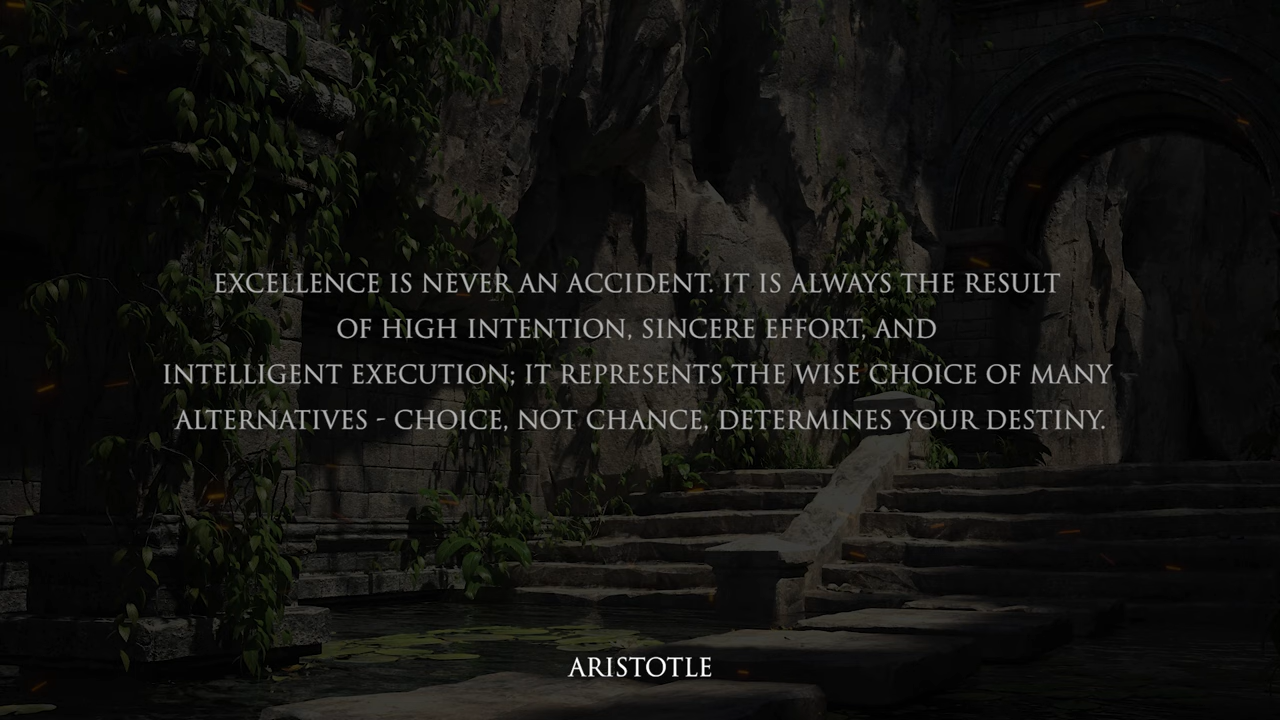 EXCELLENCE IS NEVER AN ACCIDENT. IT IS ALWAYS THE RESULT
OF HIGH INTENTION, SINCERE EFFORT, AND
INTELLIGENT EXECUTION; IT REPRESENTS THE WISE CHOICE OF MANY
ALTERNATIVES - CHOICE, NOT CHANCE, DETERMINES YOUR DESTINY.
ARISTOTLE